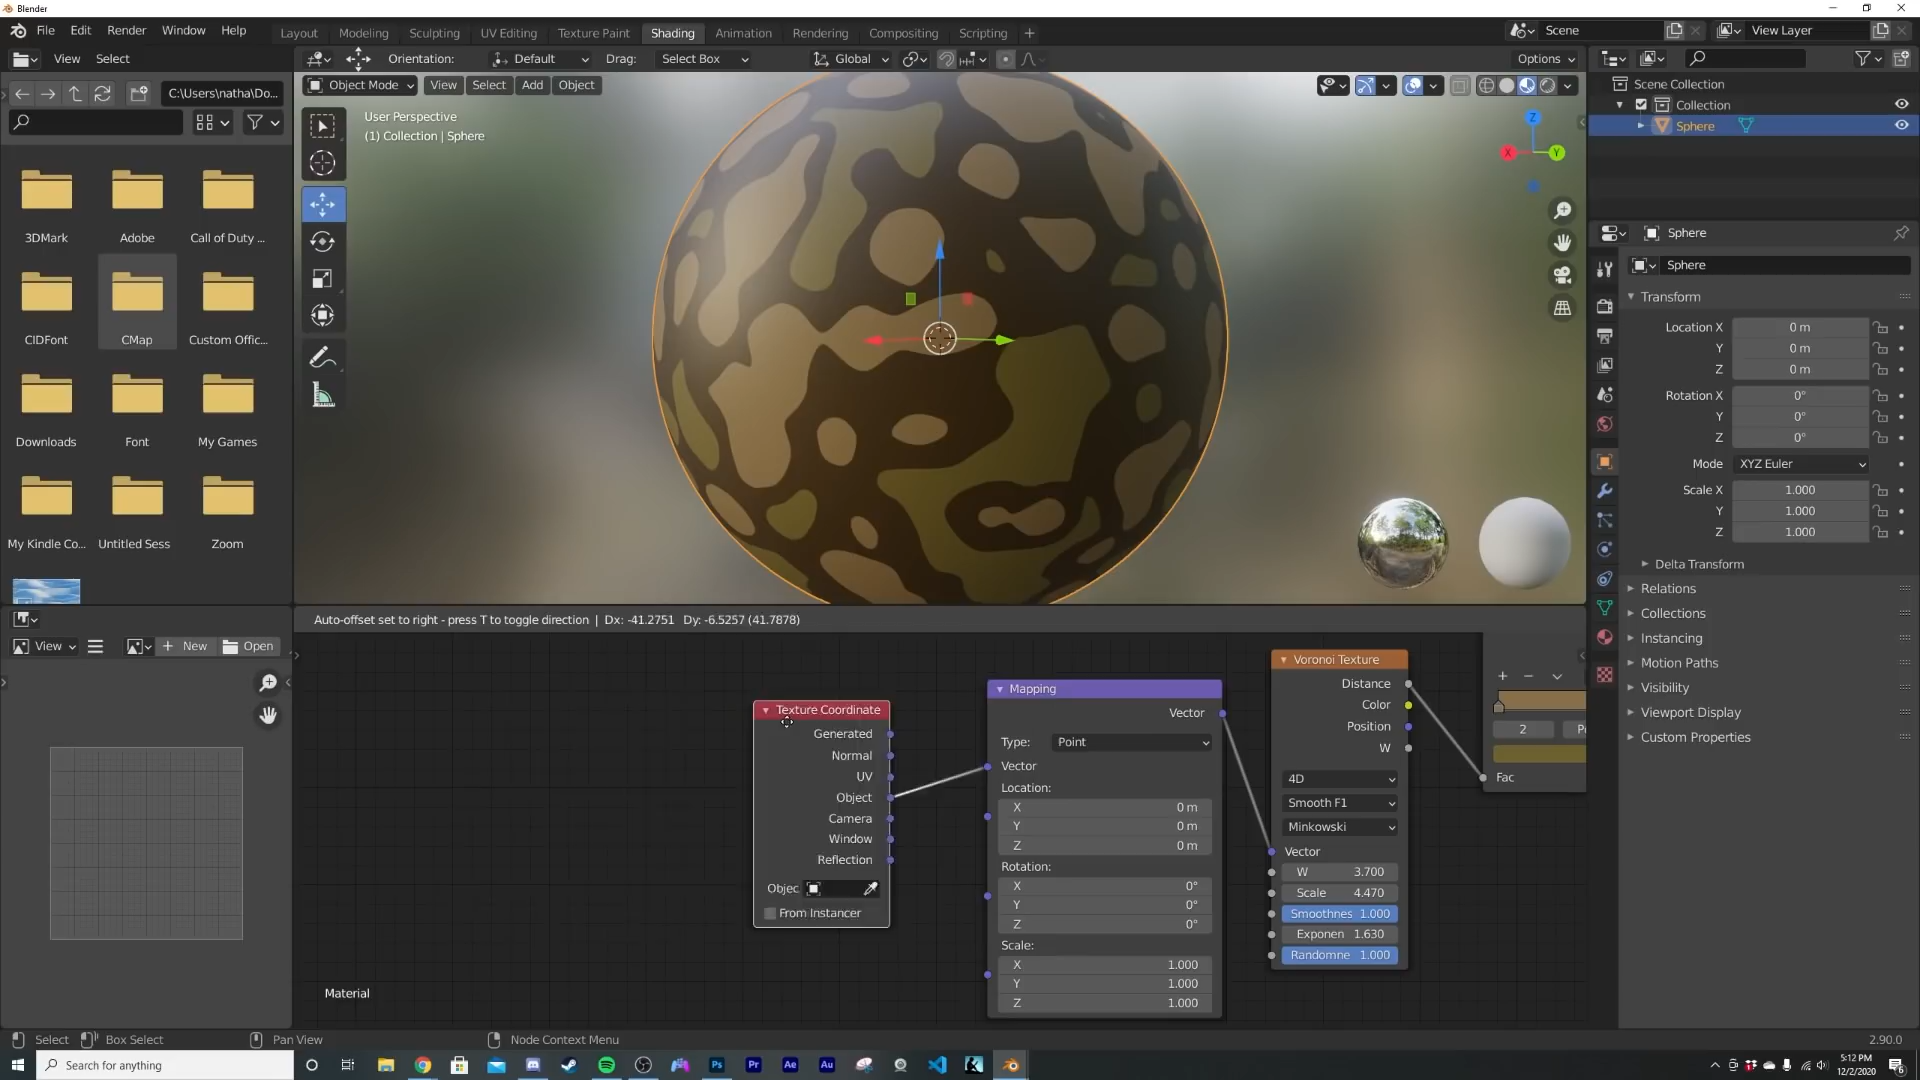 Blender
File Edit Render Window Help
Layout Modeling Sculpting UV Editing Texture Paint Shading Animation Rendering Compositing Scripting
Scene
View Layer
View Select
Orientation: Default Drag: Select Box
Global
Options
C:\Users\natha\Do...
Object Mode View Select Add Object
User Perspective
(1) Collection | Sphere
3DMark Adobe Call of Duty ...
CIDFont CMap Custom Offic...
Downloads Font My Games
My Kindle Co... Untitled Sess Zoom
Z
X
Y
Scene Collection
Collection
Sphere
Sphere
Sphere
Transform
Location X 0 m
Y 0 m
Z 0 m
Rotation X 0°
Y 0°
Z 0°
Mode XYZ Euler
Scale X 1.000
Y 1.000
Z 1.000
Delta Transform
Relations
Collections
Instancing
Motion Paths
Visibility
Viewport Display
Custom Properties
View New Open
Auto-offset set to right - press T to toggle direction | Dx: -41.2751 Dy: -6.5257 (41.7878)
Texture Coordinate
Generated
Normal
UV
Object
Camera
Window
Reflection
Objec
From Instancer
Mapping
Vector
Type: Point
Vector
Location:
X 0 m
Y 0 m
Z 0 m
Rotation:
X 0°
Y 0°
Z 0°
Scale:
X 1.000
Y 1.000
Z 1.000
Voronoi Texture
Distance
Color
Position
W
4D
Smooth F1
Minkowski
Vector
W 3.700
Scale 4.470
Smoothnes 1.000
Exponen 1.630
Randomne 1.000
2
Fac
Material
Select Box Select Pan View Node Context Menu 2.90.0
Search for anything
Ps Pr Ae Au
5:12 PM
12/2/2020